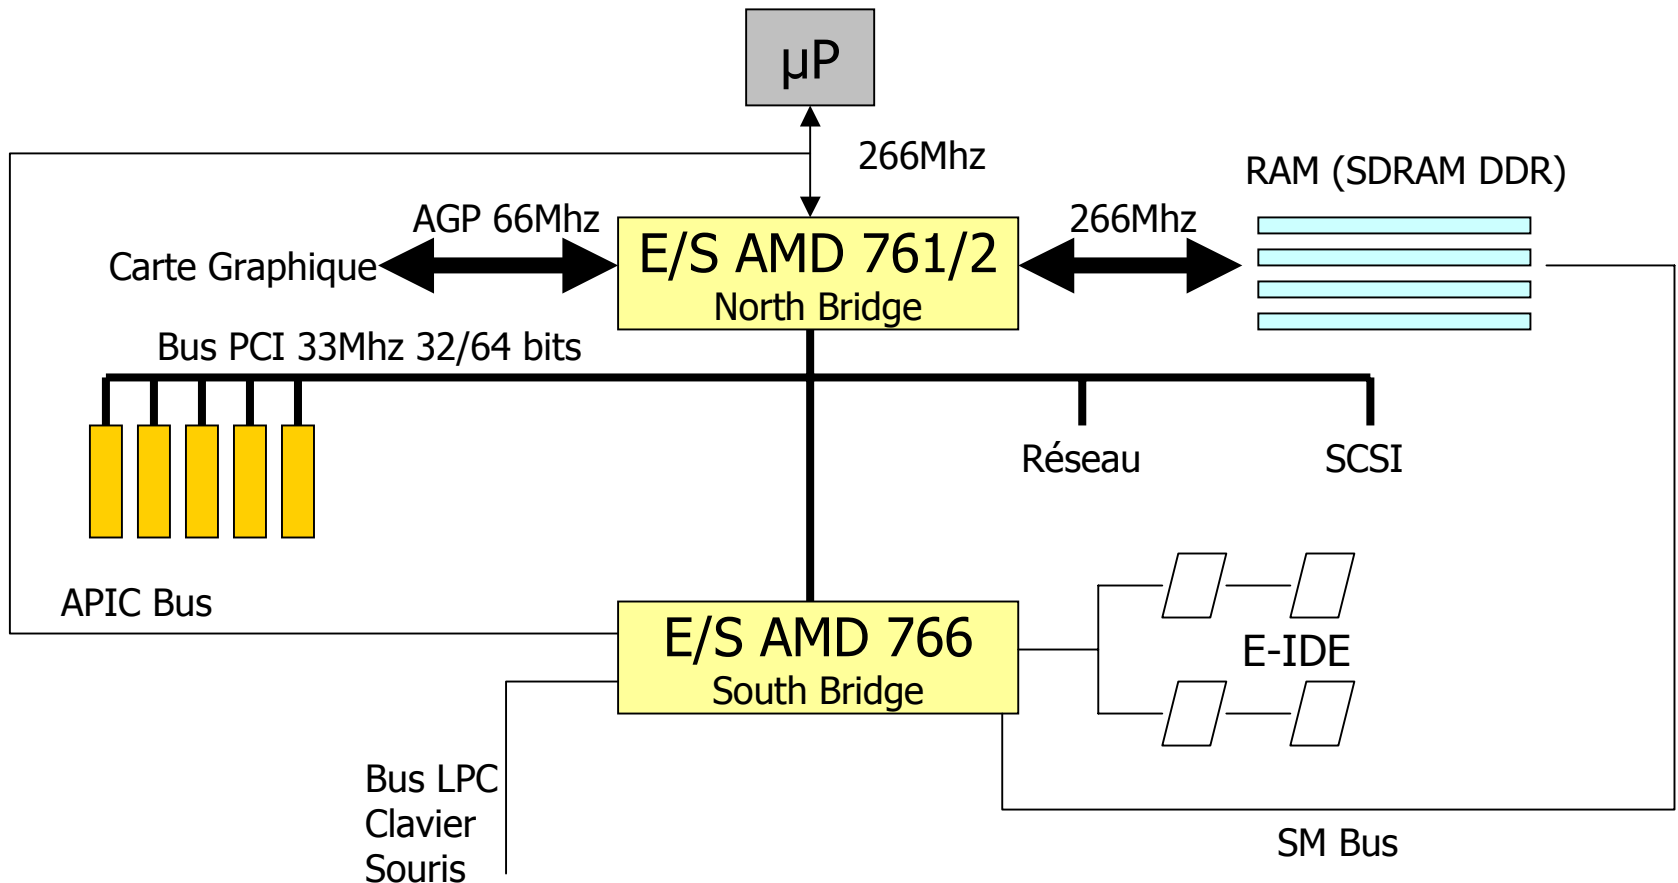 µP
266Mhz
RAM (SDRAM DDR)
AGP 66Mhz
266Mhz
E/S AMD 761/2
North Bridge
Carte Graphique
Bus PCI 33Mhz 32/64 bits
Réseau
SCSI
APIC Bus
E/S AMD 766
South Bridge
E-IDE
Bus LPC
Clavier
Souris
SM Bus